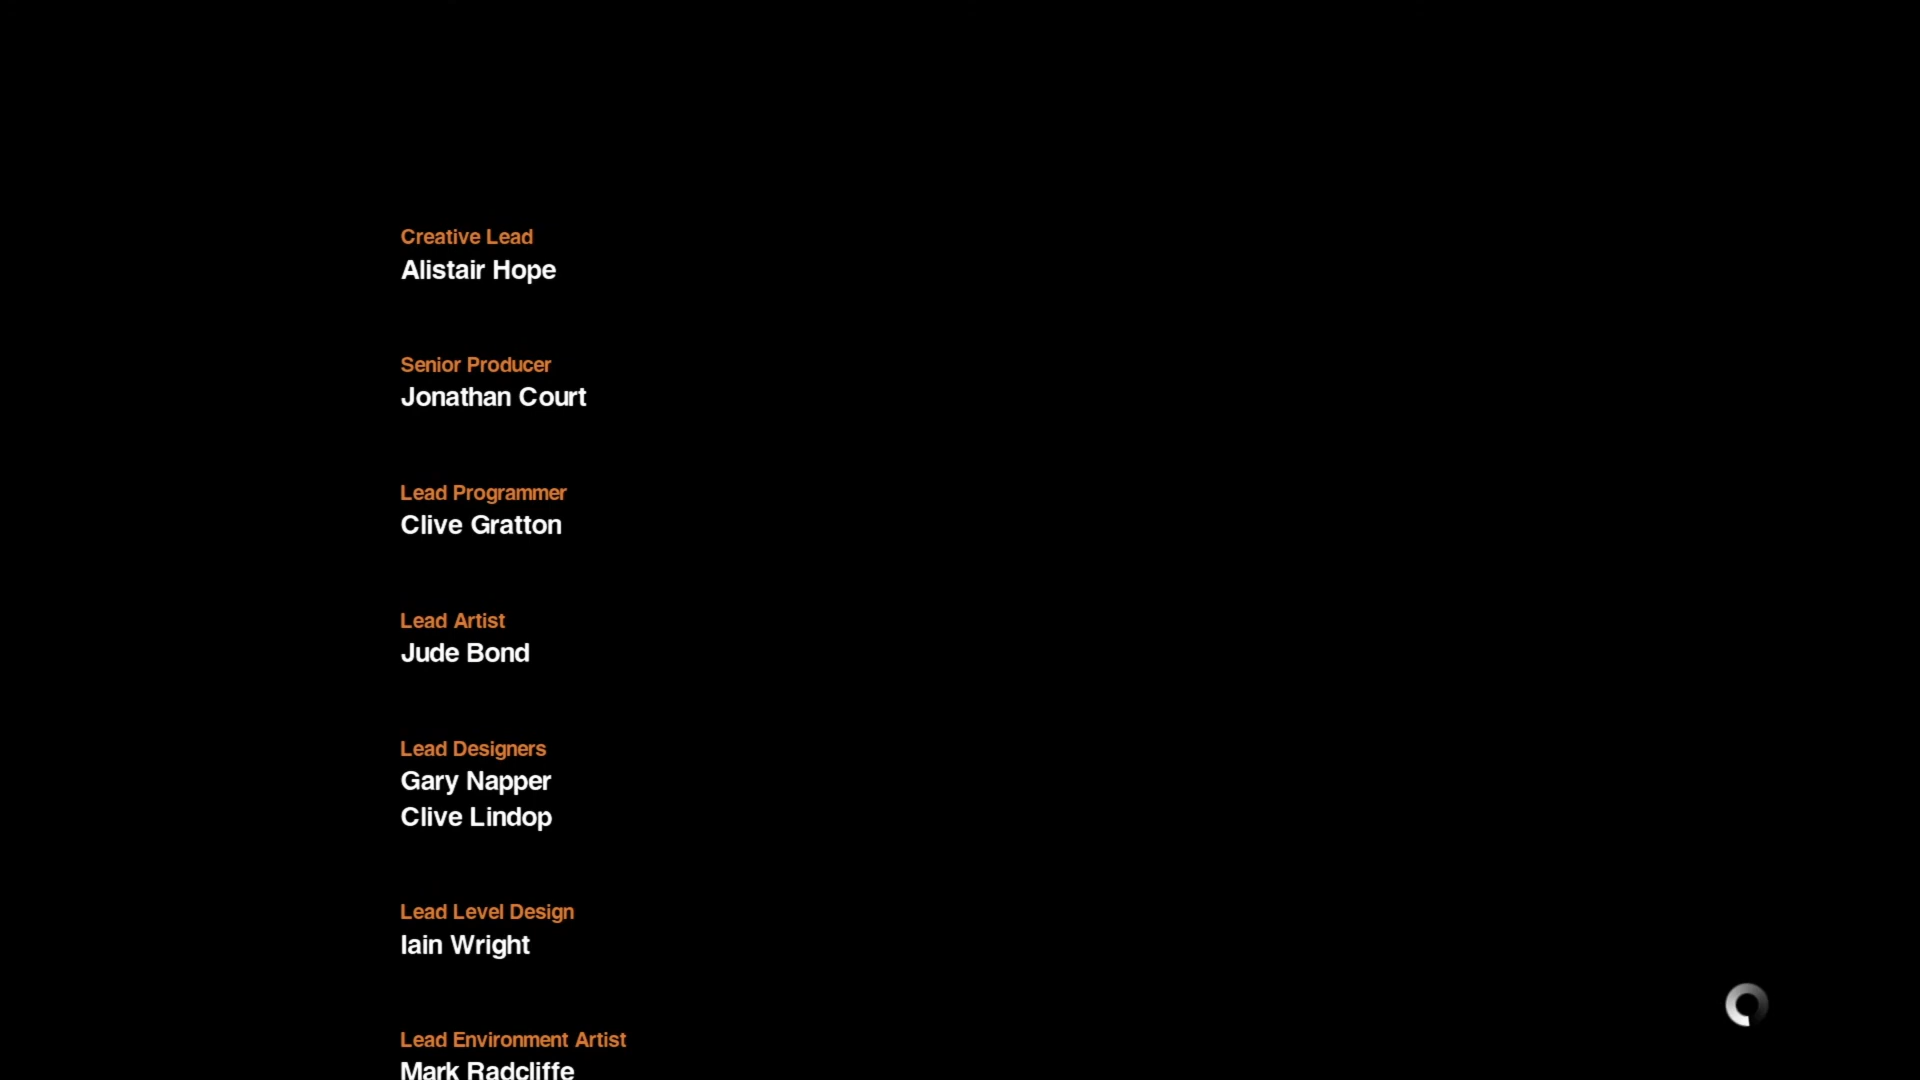 Creative Lead
Alistair Hope
Senior Producer
Jonathan Court
Lead Programmer
Clive Gratton
Lead Artist
Jude Bond
Lead Designers
Gary Napper
Clive Lindop
Lead Level Design
Iain Wright
Lead Environment Artist
Mark Radcliffe